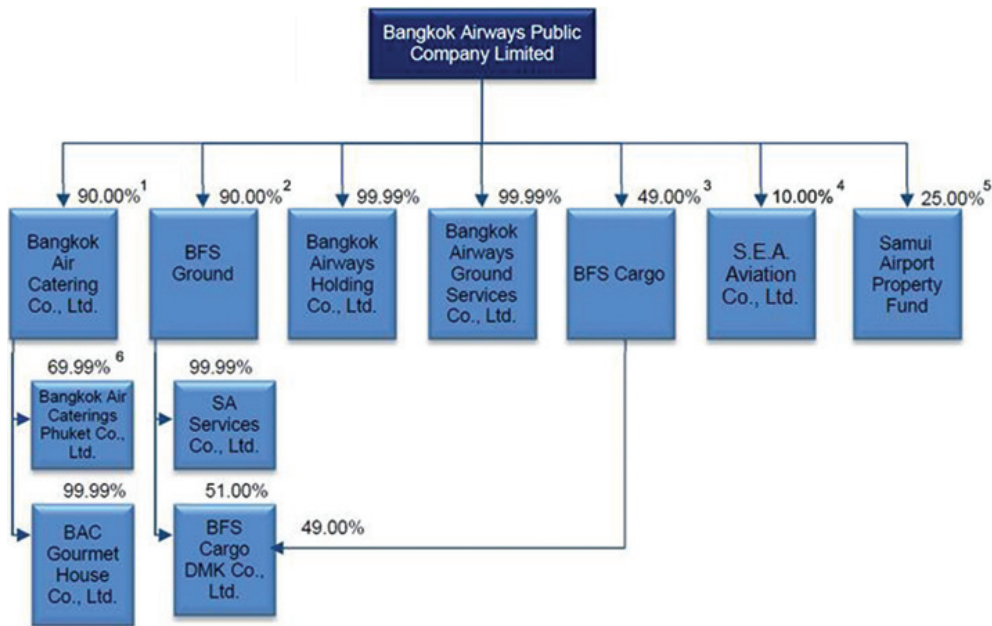 Bangkok Airways Public
Company Limited
90.00%¹
90.00%²
99.99%
99.99%
49.00%³
10.00%⁴
25.00%⁵
Bangkok
Air
Catering
Co., Ltd.
BFS
Ground
Bangkok
Airways
Holding
Co., Ltd.
Bangkok
Airways
Ground
Services
Co., Ltd.
BFS Cargo
S.E.A.
Aviation
Co., Ltd.
Samui
Airport
Property
Fund
69.99%⁶
Bangkok Air
Caterings
Phuket Co.,
Ltd.
99.99%
SA
Services
Co., Ltd.
99.99%
BAC
Gourmet
House
Co., Ltd.
51.00%
BFS
Cargo
DMK Co.,
Ltd.
49.00%